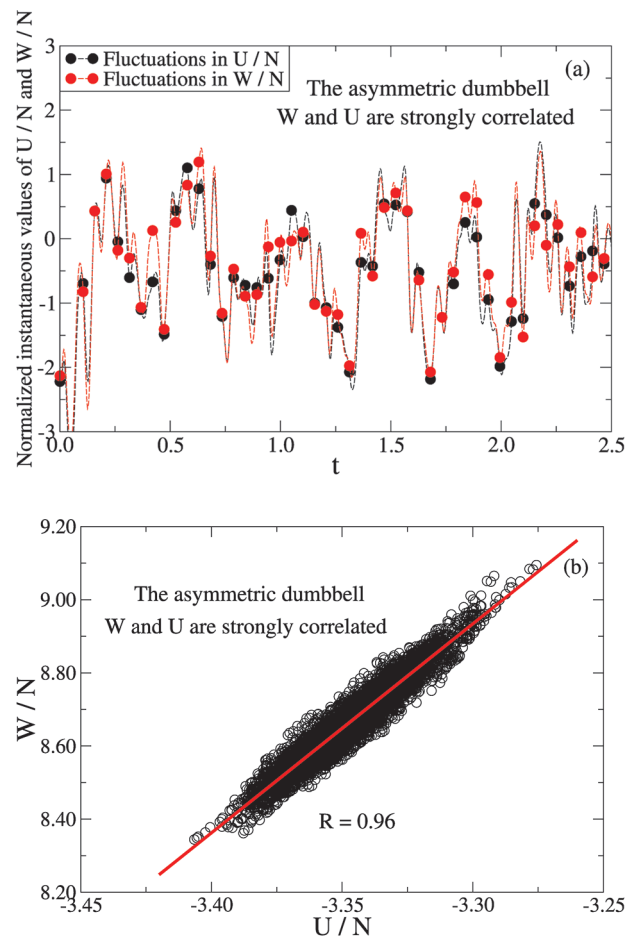 Normalized instantaneous values of U / N and W / N
3
2
1
0
-1
-2
-3
Fluctuations in U / N
Fluctuations in W / N
(a)
The asymmetric dumbbell
W and U are strongly correlated
0.0
0.5
1.0
1.5
2.0
2.5
t
W / N
9.20
9.00
8.80
8.60
8.40
8.20
(b)
The asymmetric dumbbell
W and U are strongly correlated
R = 0.96
-3.45
-3.40
-3.35
-3.30
-3.25
U / N